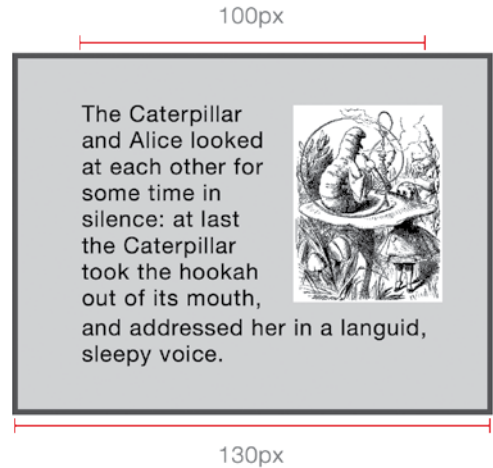 100px
The Caterpillar
and Alice looked
at each other for
some time in
silence: at last
the Caterpillar
took the hookah
out of its mouth,
and addressed her in a languid,
sleepy voice.
130px